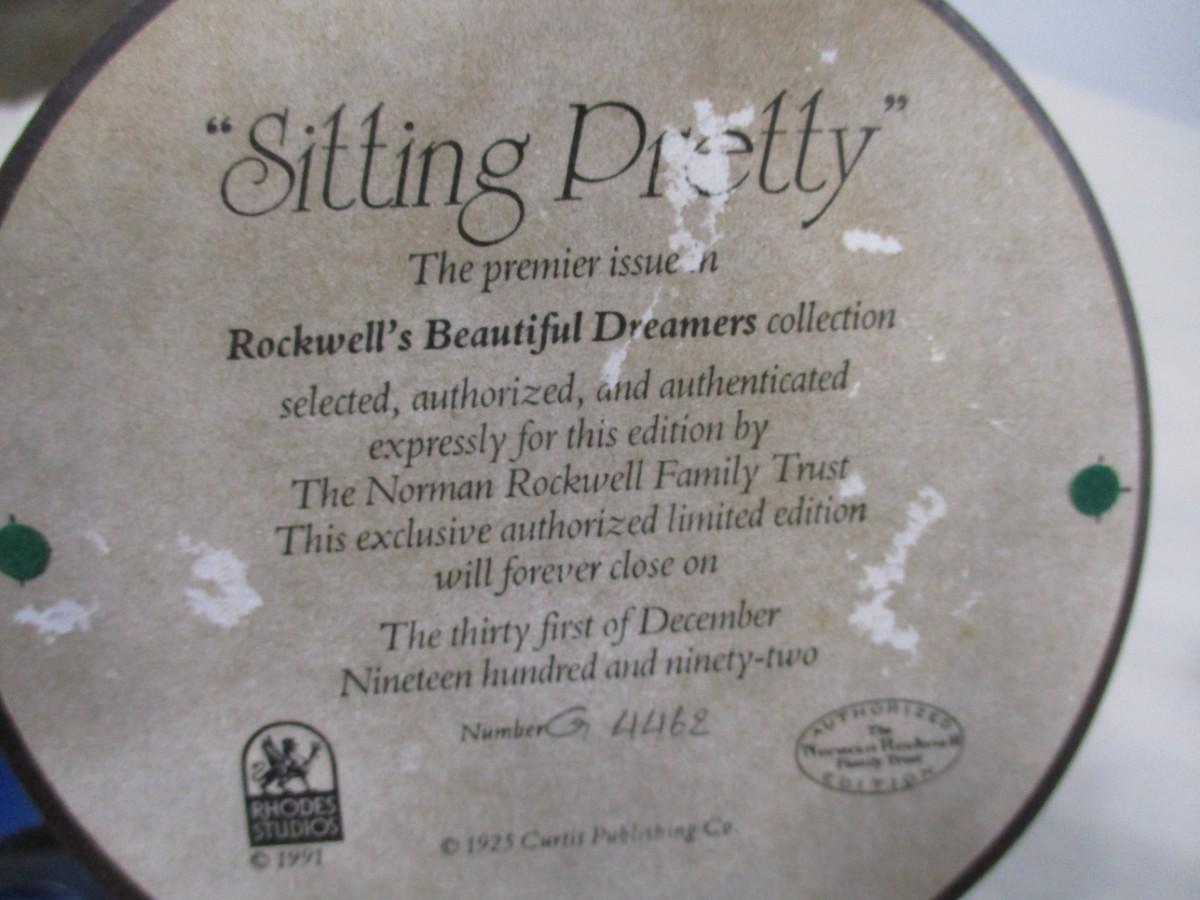 “Sitting Pretty”
The premier issue in
Rockwell's Beautiful Dreamers collection
selected, authorized, and authenticated
expressly for this edition by
The Norman Rockwell Family Trust
This exclusive authorized limited edition
will forever close on
The thirty first of December
Nineteen hundred and ninety-two
Number G 4462
RHODES
STUDIOS
© 1991
AUTHORIZED
The
Norman Rockwell
Family Trust
EDITION
© 1925 Curtis Publishing Co.